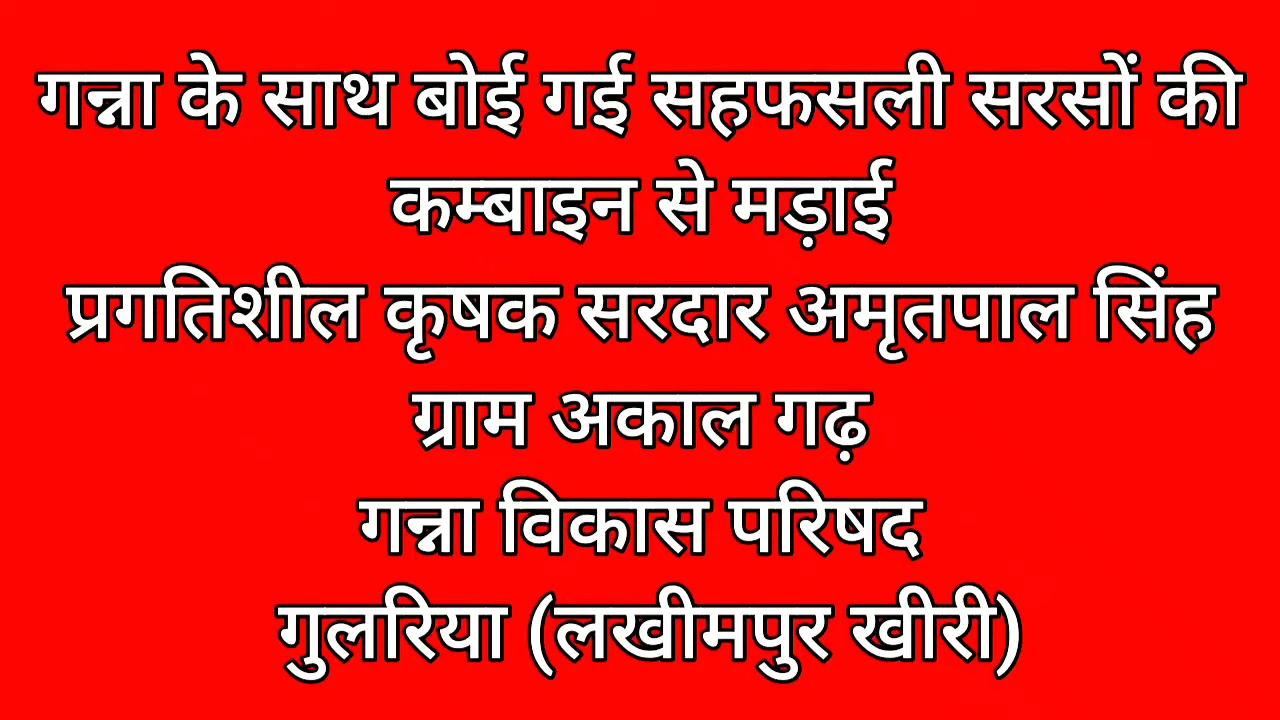 गन्ना के साथ बोई गई सहफसली सरसों की
कम्बाइन से मड़ाई
प्रगतिशील कृषक सरदार अमृतपाल सिंह
ग्राम अकाल गढ़
गन्ना विकास परिषद
गुलरिया (लखीमपुर खीरी)